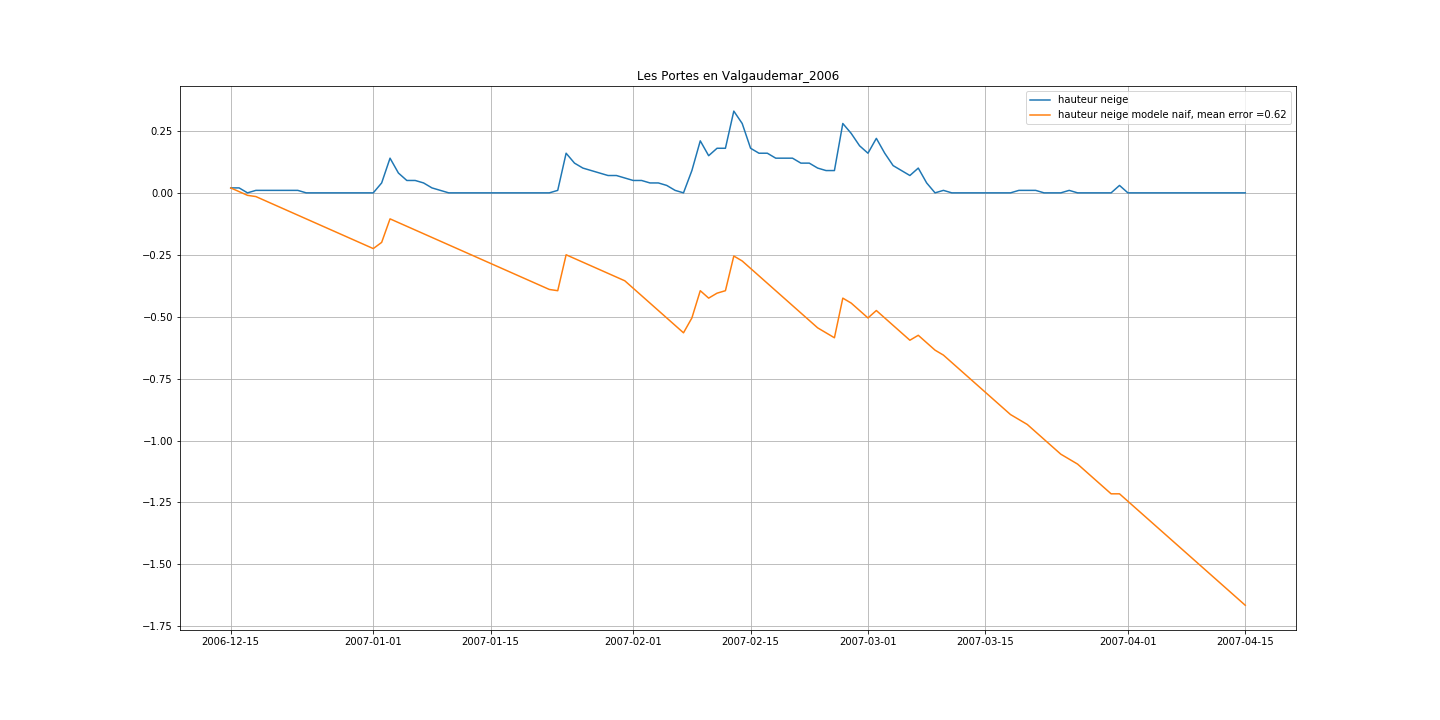 Les Portes en Valgaudemar_2006
hauteur neige
hauteur neige modele naif, mean error =0.62
0.25
0.00
−0.25
−0.50
−0.75
−1.00
−1.25
−1.50
−1.75
2006-12-15 2007-01-01 2007-01-15 2007-02-01 2007-02-15 2007-03-01 2007-03-15 2007-04-01 2007-04-15